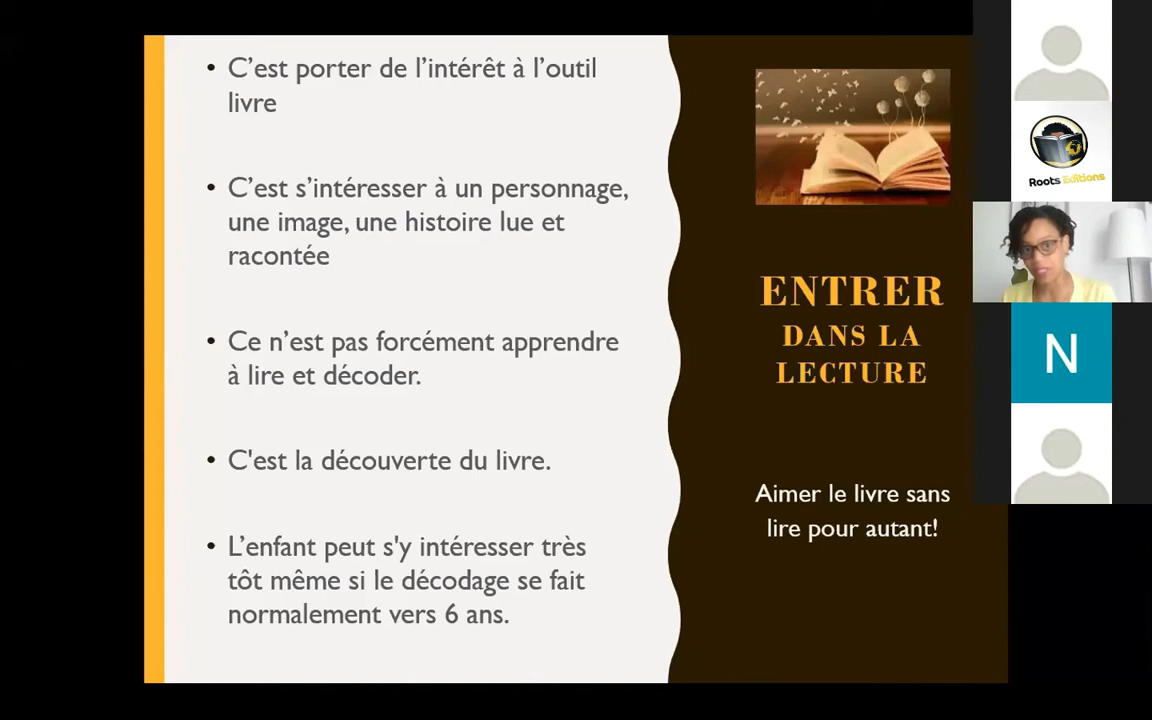 • C’est porter de l’intérêt à l’outil
livre
• C’est s’intéresser à un personnage,
une image, une histoire lue et
racontée
• Ce n’est pas forcément apprendre
à lire et décoder.
• C'est la découverte du livre.
• L’enfant peut s'y intéresser très
tôt même si le décodage se fait
normalement vers 6 ans.
ENTRER
DANS LA
LECTURE
Aimer le livre sans
lire pour autant!
Roots Editions
N